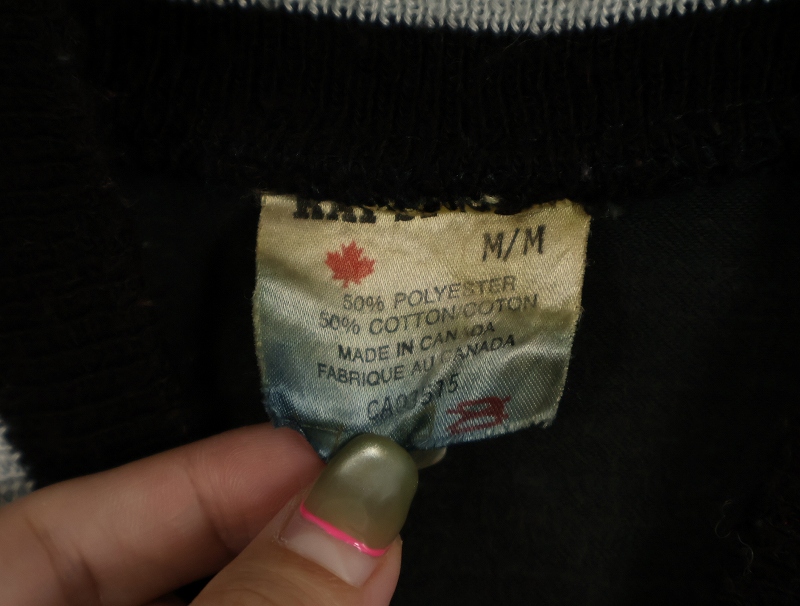 M/M
50% POLYESTER
50% COTTON/COTON
MADE IN CANADA
FABRIQUE AU CANADA